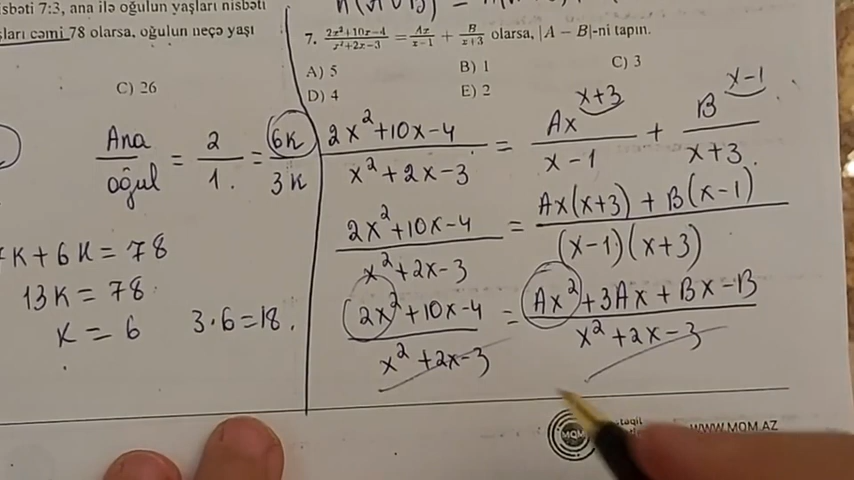 isbəti 7:3, ana ilə oğulun yaşları nisbəti
ları cəmi 78 olarsa, oğulun neçə yaşı
C) 26
Ana/oğul = 2/1. = 6K/3K
7K + 6K = 78
13K = 78
K = 6 3·6=18.
7. (2x²+10x−4)/(x²+2x−3) = Ax/(x−1) + B/(x+3) olarsa, |A − B|-ni tapın.
A) 5 B) 1 C) 3
D) 4 E) 2
x+3 x−1
(2x²+10x−4)/(x²+2x−3) = Ax/(x−1) + B/(x+3).
(2x²+10x−4)/(x²+2x−3) = (Ax(x+3) + B(x−1))/((x−1)(x+3))
(2x²+10x−4)/(x²+2x−3) = (Ax²+3Ax+Bx−B)/(x²+2x−3)
MQM
WWW.MQM.AZ